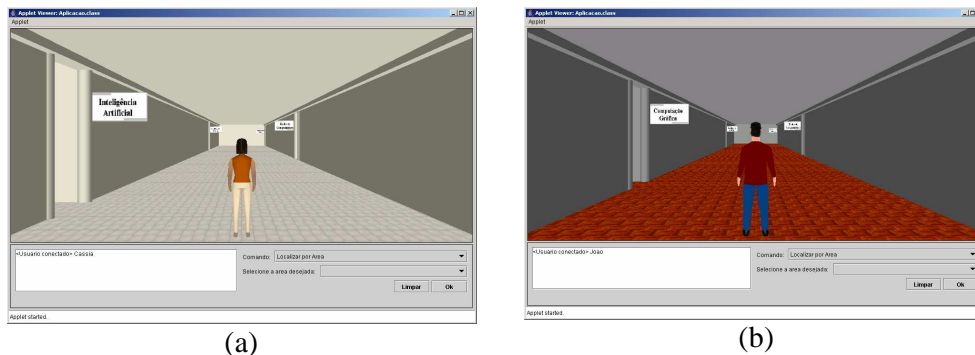 Applet Viewer: Aplicacao.class
Applet
Inteligência
Artificial
<Usuario conectado> Cassia
Comando: Localizar por Area
Selecione a area desejada:
Limpar Ok
Applet started.
(a)
Applet Viewer: Aplicacao.class
Applet
Computação
Gráfica
<Usuario conectado> Joao
Comando: Localizar por Area
Selecione a area desejada:
Limpar Ok
Applet started.
(b)